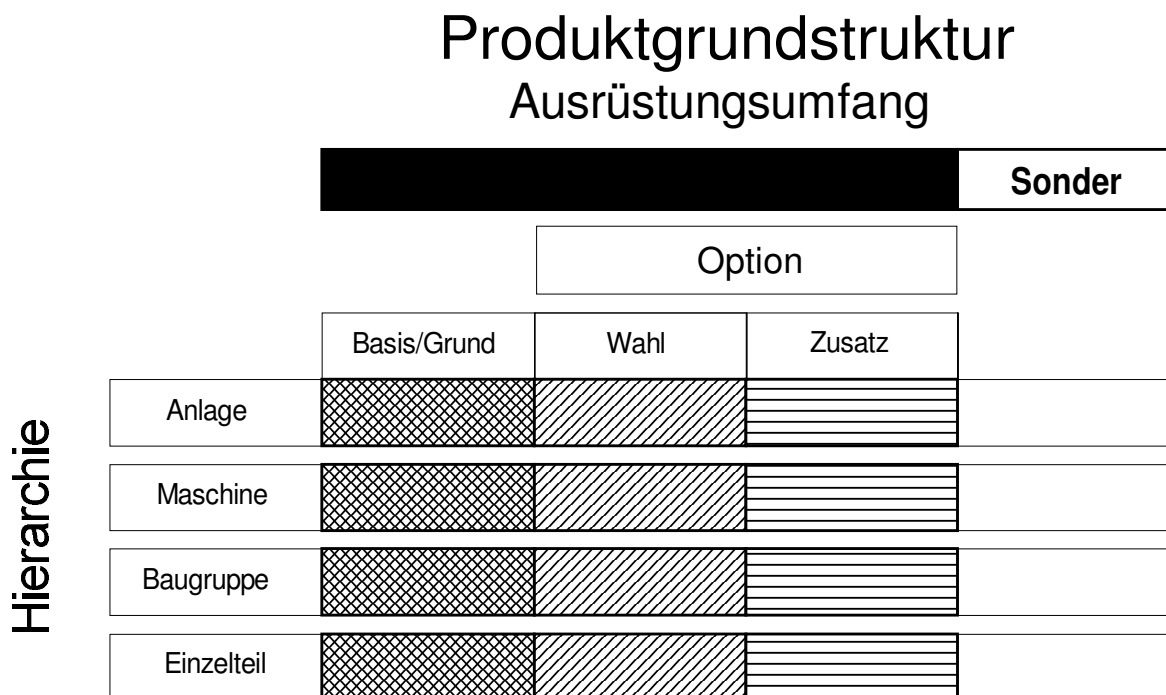 Produktgrundstruktur
Ausrüstungsumfang
Sonder
Option
Basis/Grund Wahl Zusatz
Hierarchie
Anlage
Maschine
Baugruppe
Einzelteil